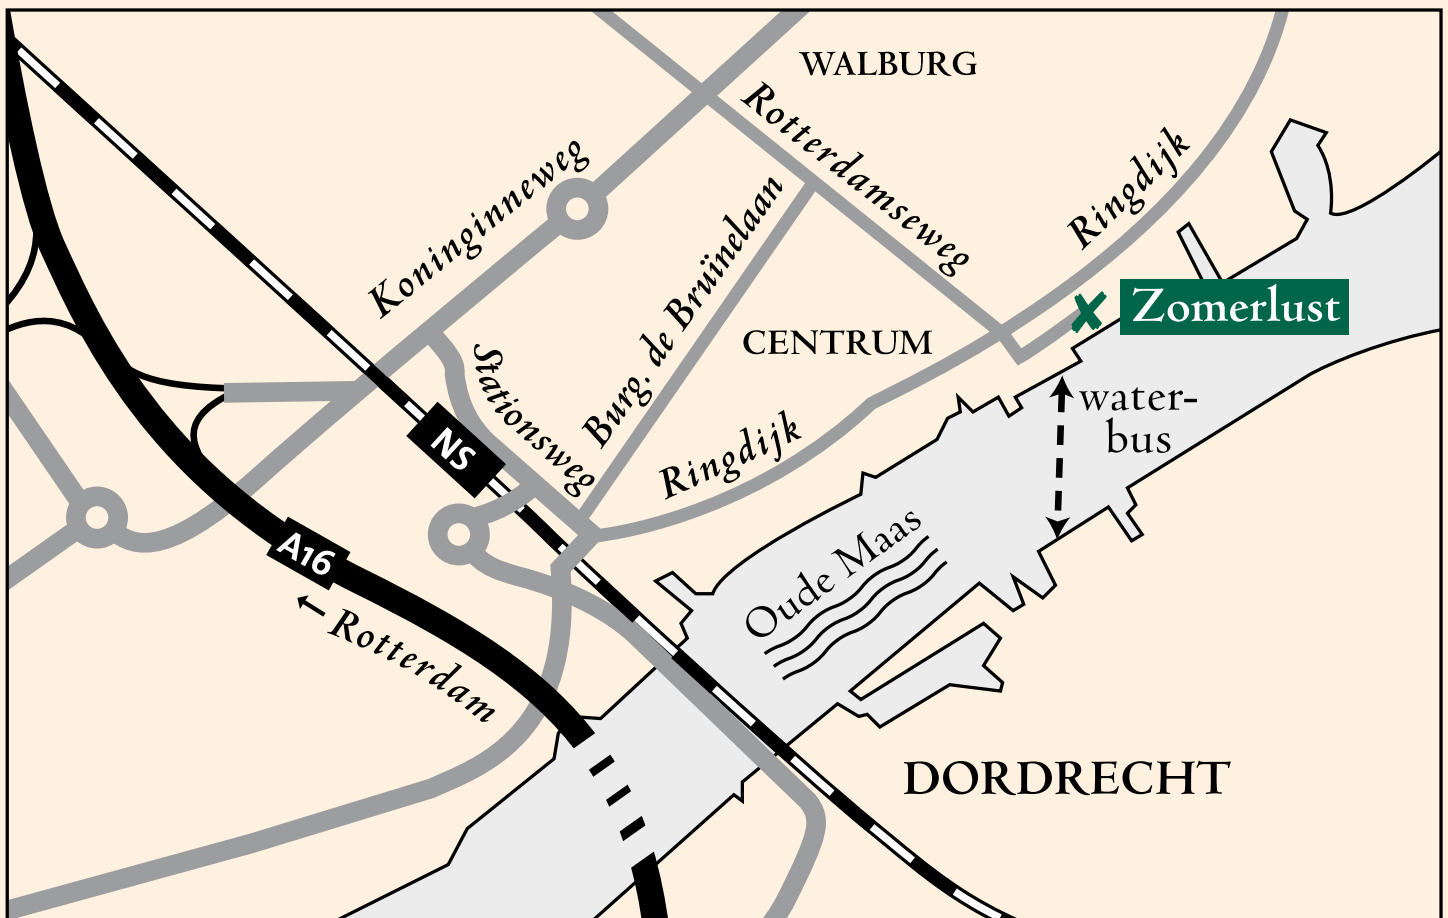 WALBURG
Rotterdamseweg
Ringdijk
Koninginneweg
Burg. de Bruïnelaan
Zomerlust
CENTRUM
Stationsweg
water-
bus
NS
Ringdijk
Oude Maas
A16
← Rotterdam
DORDRECHT